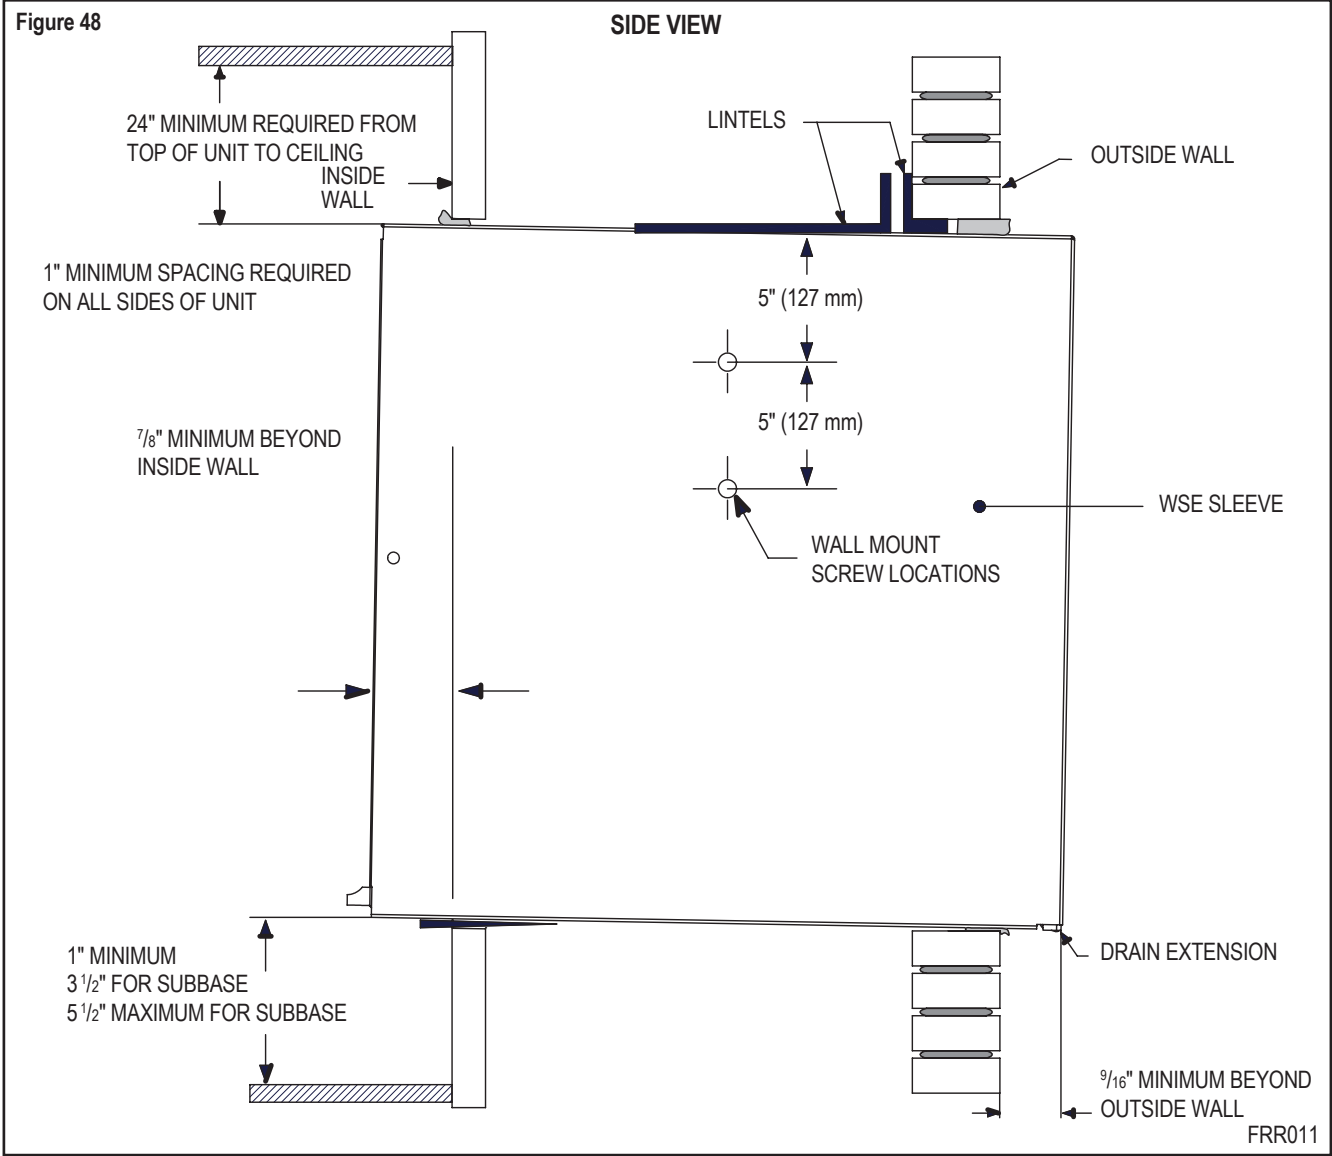 Figure 48
SIDE VIEW
24" MINIMUM REQUIRED FROM
TOP OF UNIT TO CEILING
INSIDE
WALL
LINTELS
OUTSIDE WALL
1" MINIMUM SPACING REQUIRED
ON ALL SIDES OF UNIT
5" (127 mm)
7/8" MINIMUM BEYOND
INSIDE WALL
5" (127 mm)
WSE SLEEVE
WALL MOUNT
SCREW LOCATIONS
1" MINIMUM
3 1/2" FOR SUBBASE
5 1/2" MAXIMUM FOR SUBBASE
DRAIN EXTENSION
9/16" MINIMUM BEYOND
OUTSIDE WALL
FRR011